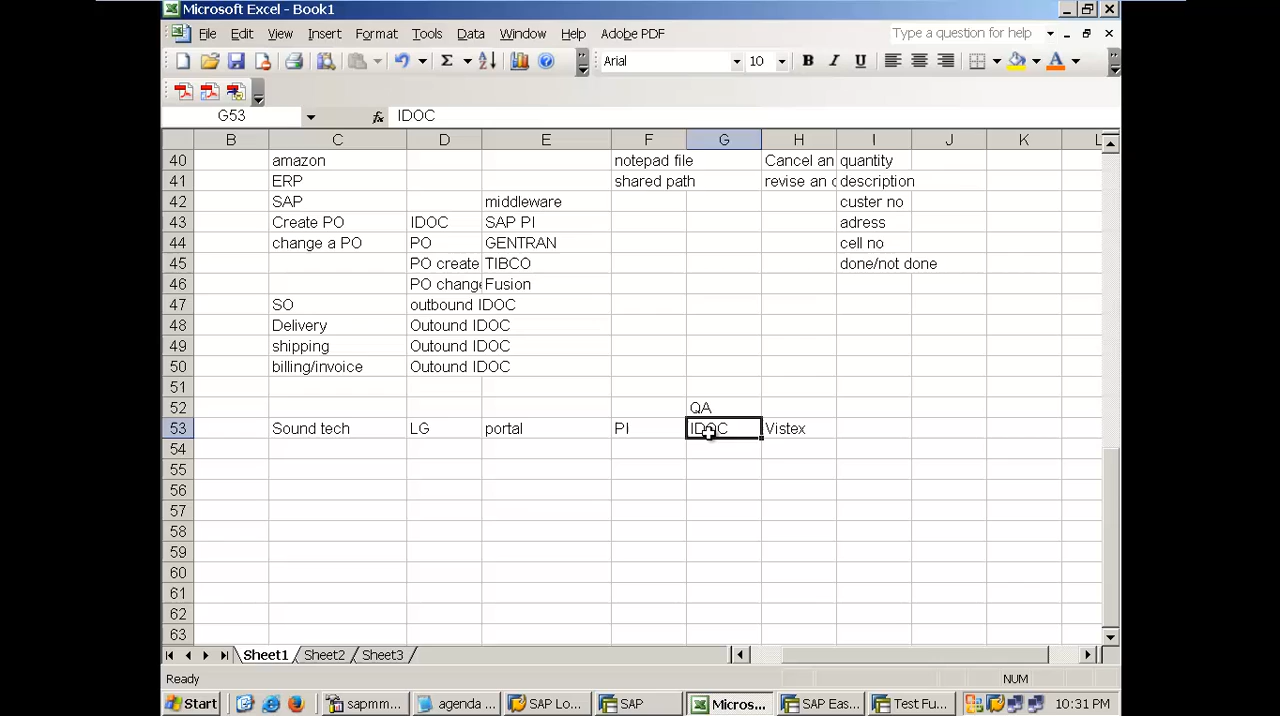 Microsoft Excel - Book1
File Edit View Insert Format Tools Data Window Help Adobe PDF Type a question for help
Arial 10 B I U A
G53 fx IDOC
B C D E F G H I J K L
40 amazon notepad file Cancel an quantity
41 ERP shared path revise an o description
42 SAP middleware custer no
43 Create PO IDOC SAP PI adress
44 change a PO PO GENTRAN cell no
45 PO create TIBCO done/not done
46 PO change Fusion
47 SO outbound IDOC
48 Delivery Outound IDOC
49 shipping Outound IDOC
50 billing/invoice Outound IDOC
51
52 QA
53 Sound tech LG portal PI IDOC Vistex
54
55
56
57
58
59
60
61
62
63
Sheet1 Sheet2 Sheet3
Ready NUM
Start sapmm... agenda ... SAP Lo... SAP Micros... SAP Eas... Test Fu... 10:31 PM